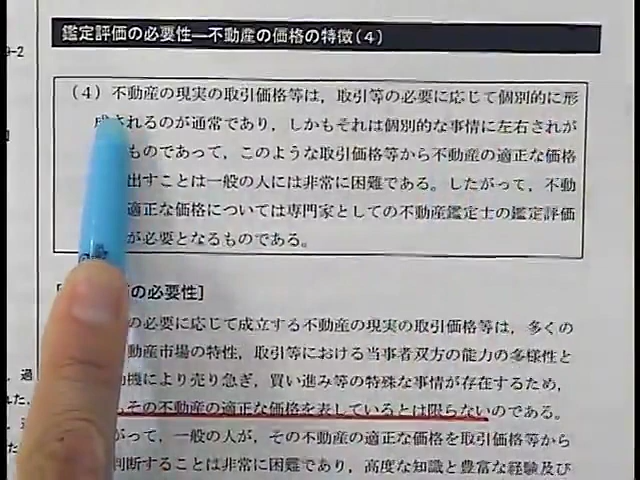 9-2
鑑定評価の必要性―不動産の価格の特徴(4)
(4) 不動産の現実の取引価格等は，取引等の必要に応じて個別的に形
成されるのが通常であり，しかもそれは個別的な事情に左右されが
ものであって，このような取引価格等から不動産の適正な価格
出すことは一般の人には非常に困難である。したがって，不動
適正な価格については専門家としての不動産鑑定士の鑑定評価
が必要となるものである。
の必要性]
の必要に応じて成立する不動産の現実の取引価格等は，多くの
動産市場の特性，取引等における当事者双方の能力の多様性と
動機により売り急ぎ，買い進み等の特殊な事情が存在するため，
もその不動産の適正な価格を表しているとは限らないのである。
がって，一般の人が，その不動産の適正な価格を取引価格等から
判断することは非常に困難であり，高度な知識と豊富な経験及び